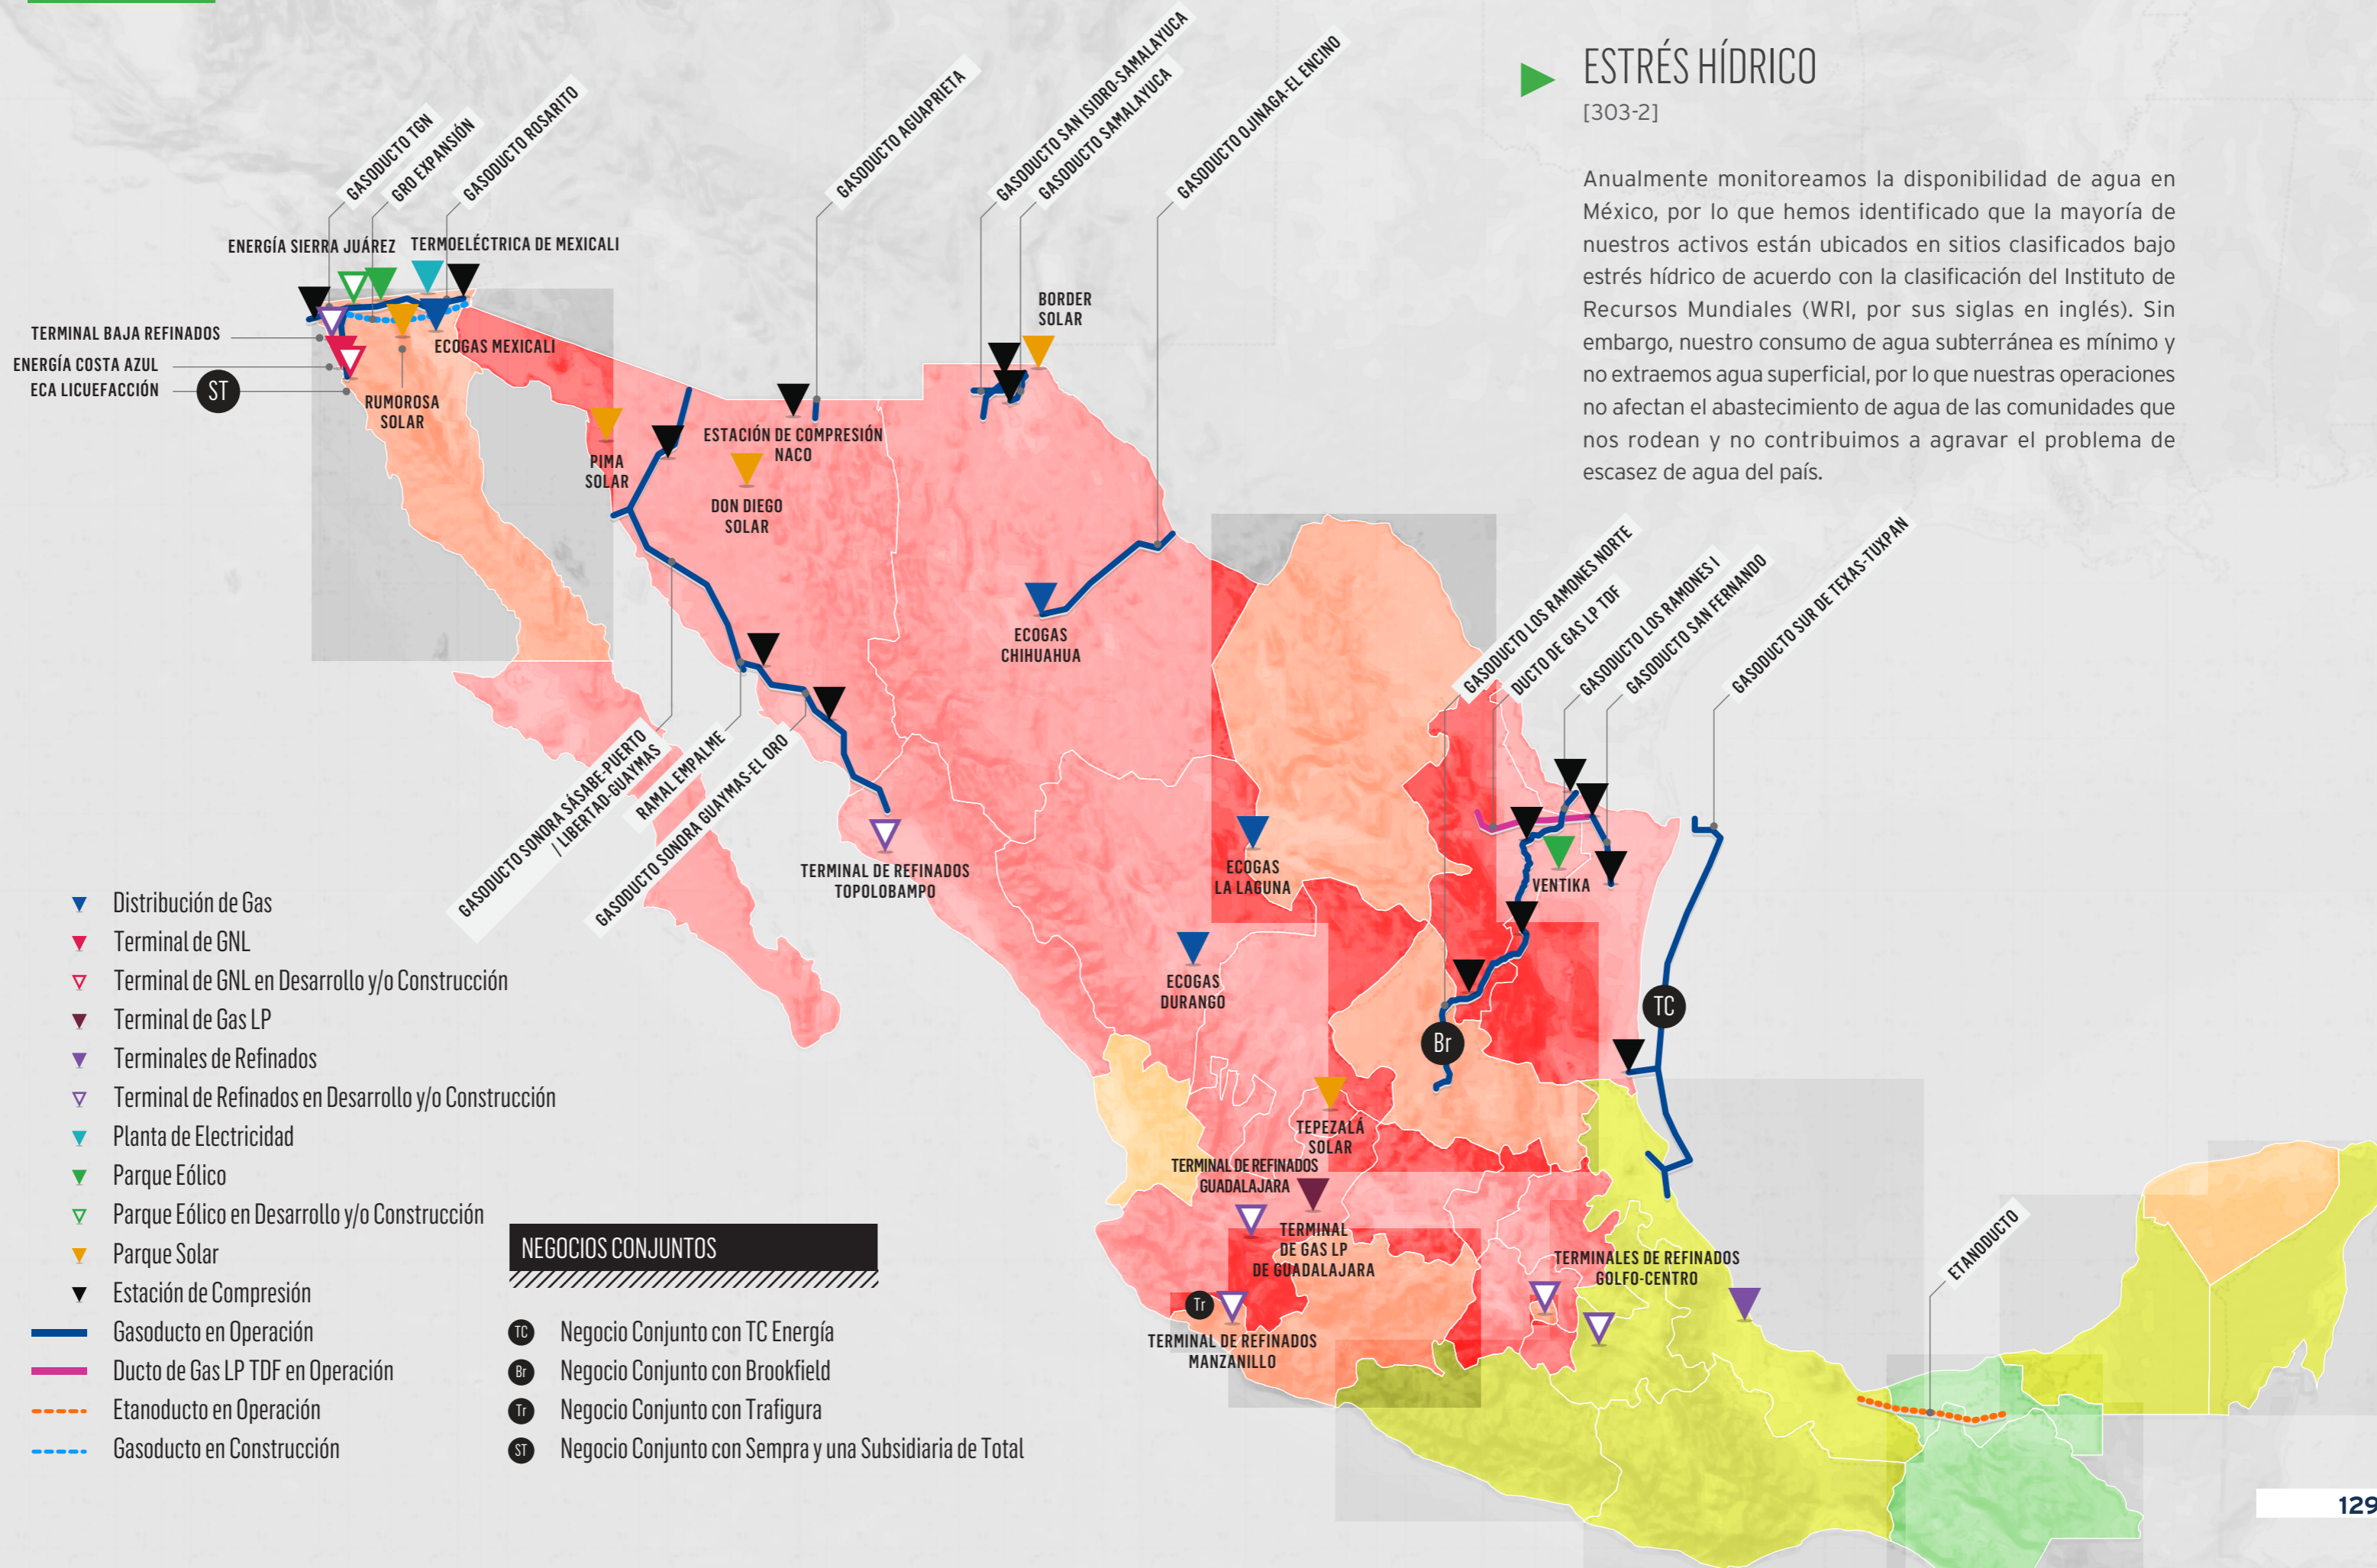 ESTRÉS HÍDRICO
[303-2]
Anualmente monitoreamos la disponibilidad de agua en
México, por lo que hemos identificado que la mayoría de
nuestros activos están ubicados en sitios clasificados bajo
estrés hídrico de acuerdo con la clasificación del Instituto de
Recursos Mundiales (WRI, por sus siglas en inglés). Sin
embargo, nuestro consumo de agua subterránea es mínimo y
no extraemos agua superficial, por lo que nuestras operaciones
no afectan el abastecimiento de agua de las comunidades que
nos rodean y no contribuimos a agravar el problema de
escasez de agua del país.
GASODUCTO TGN
GRO EXPANSIÓN
GASODUCTO ROSARITO
GASODUCTO AGUAPRIETA
GASODUCTO SAN ISIDRO-SAMALAYUCA
GASODUCTO SAMALAYUCA
GASODUCTO OJINAGA-EL ENCINO
ENERGÍA SIERRA JUÁREZ
TERMOELÉCTRICA DE MEXICALI
TERMINAL BAJA REFINADOS
ENERGÍA COSTA AZUL
ECA LICUEFACCIÓN
ST
ECOGAS MEXICALI
RUMOROSA
SOLAR
BORDER
SOLAR
PIMA
SOLAR
ESTACIÓN DE COMPRESIÓN
NACO
DON DIEGO
SOLAR
ECOGAS
CHIHUAHUA
GASODUCTO LOS RAMONES NORTE
DUCTO DE GAS LP TDF
GASODUCTO LOS RAMONES I
GASODUCTO SAN FERNANDO
GASODUCTO SUR DE TEXAS-TUXPAN
GASODUCTO SONORA SÁSABE-PUERTO
/ LIBERTAD-GUAYMAS
RAMAL EMPALME
GASODUCTO SONORA GUAYMAS-EL ORO
TERMINAL DE REFINADOS
TOPOLOBAMPO
ECOGAS
LA LAGUNA
VENTIKA
ECOGAS
DURANGO
TC
Br
TEPEZALÁ
SOLAR
TERMINAL DE REFINADOS
GUADALAJARA
TERMINAL
DE GAS LP
DE GUADALAJARA
Tr
TERMINAL DE REFINADOS
MANZANILLO
TERMINALES DE REFINADOS
GOLFO-CENTRO
ETANODUCTO
Distribución de Gas
Terminal de GNL
Terminal de GNL en Desarrollo y/o Construcción
Terminal de Gas LP
Terminales de Refinados
Terminal de Refinados en Desarrollo y/o Construcción
Planta de Electricidad
Parque Eólico
Parque Eólico en Desarrollo y/o Construcción
Parque Solar
Estación de Compresión
Gasoducto en Operación
Ducto de Gas LP TDF en Operación
Etanoducto en Operación
Gasoducto en Construcción
NEGOCIOS CONJUNTOS
TC Negocio Conjunto con TC Energía
Br Negocio Conjunto con Brookfield
Tr Negocio Conjunto con Trafigura
ST Negocio Conjunto con Sempra y una Subsidiaria de Total
129